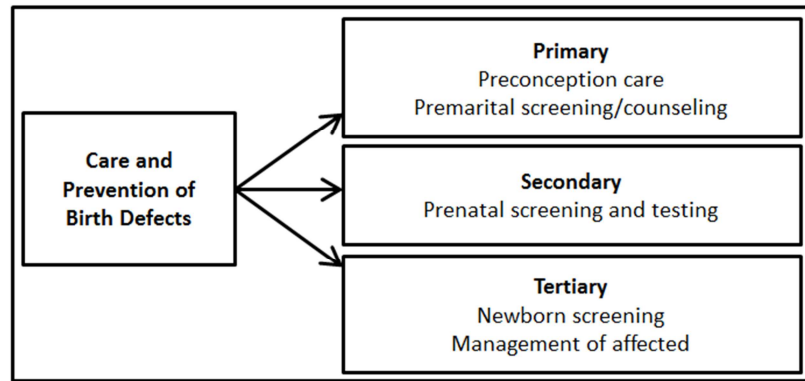 Care and
Prevention of
Birth Defects
Primary
Preconception care
Premarital screening/counseling
Secondary
Prenatal screening and testing
Tertiary
Newborn screening
Management of affected